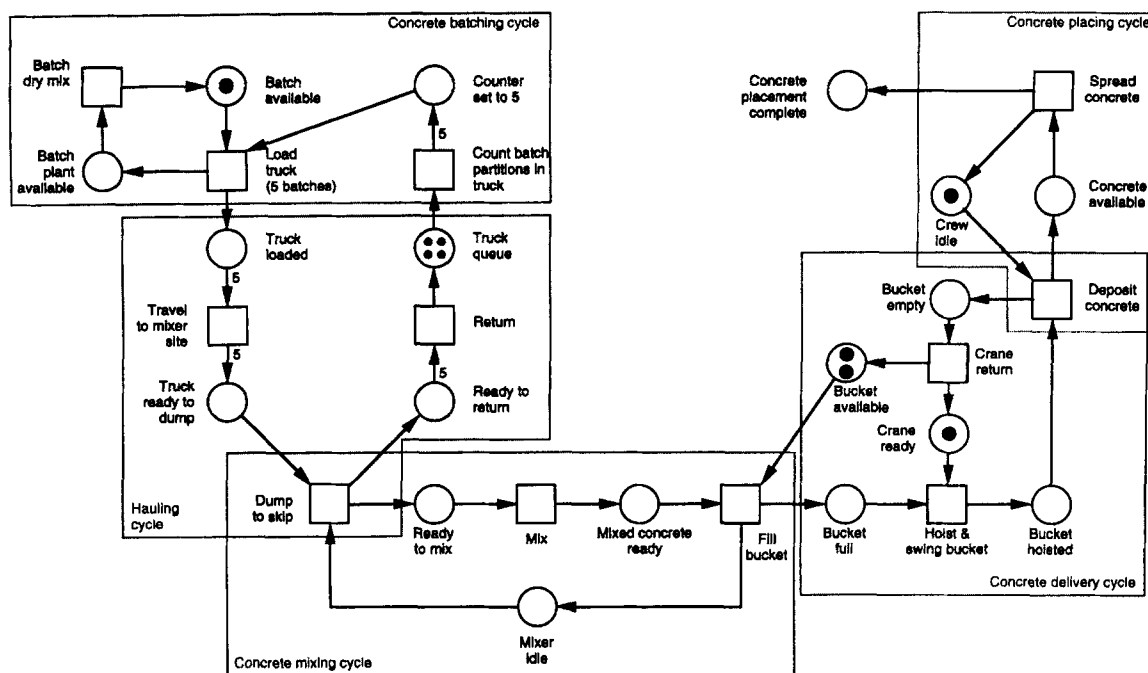 Concrete batching cycle
Batch
dry mix
Batch
available
Counter
set to 5
5
Batch
plant
available
Load
truck
(5 batches)
Count batch
partitions in
truck
Truck
loaded
Truck
queue
5
Travel
to mixer
site
Return
5
5
Truck
ready to
dump
Ready to
return
Hauling
cycle
Dump
to skip
Ready
to mix
Mix
Mixed concrete
ready
Fill
bucket
Mixer
idle
Concrete mixing cycle
Concrete placing cycle
Concrete
placement
complete
Spread
concrete
Crew
idle
Concrete
available
Bucket
empty
Deposit
concrete
Crane
return
Bucket
available
Crane
ready
Bucket
full
Hoist &
swing bucket
Bucket
hoisted
Concrete delivery cycle